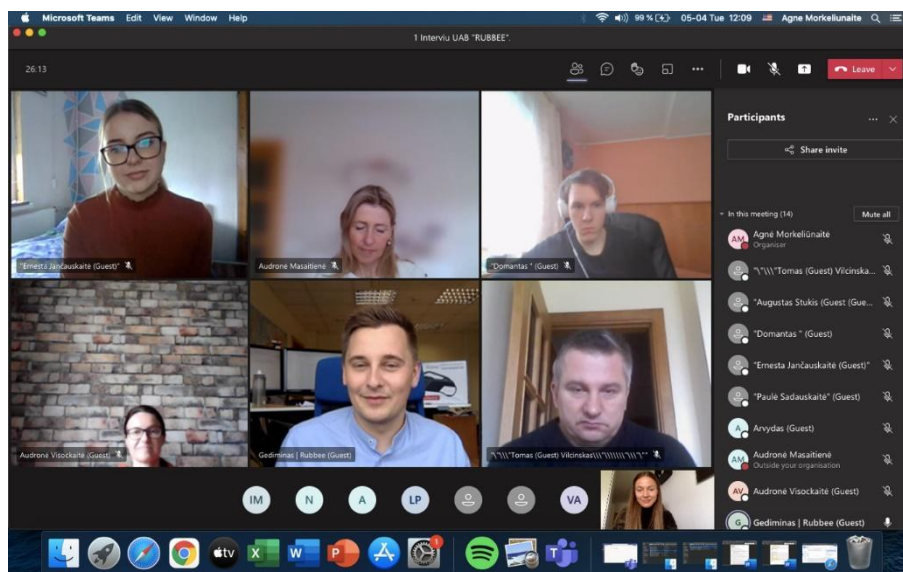 Microsoft Teams Edit View Window Help
99 % 05-04 Tue 12:09 Agne Morkeliunaite
1 Interviu UAB "RUBBEE".
26:13
Leave
Participants
Share invite
In this meeting (14)
Mute all
AM
Agnė Morkeliūnaitė
Organiser
"\"\\\"Tomas (Guest) Vilcinska...
"Augustas Stukis (Guest (Gue...
"Domantas " (Guest)
"Ernesta Jančauskaitė (Guest)"
"Paulė Sadauskaitė" (Guest)
A
Arvydas (Guest)
AM
Audronė Masaitienė
Outside your organisation
AV
Audronė Visockaitė (Guest)
G
Gediminas | Rubbee (Guest)
"Ernesta Jančauskaitė (Guest)"
Audronė Masaitienė
"Domantas " (Guest)
Audronė Visockaitė (Guest)
Gediminas | Rubbee (Guest)
IM
N
A
LP
VA
tv
1